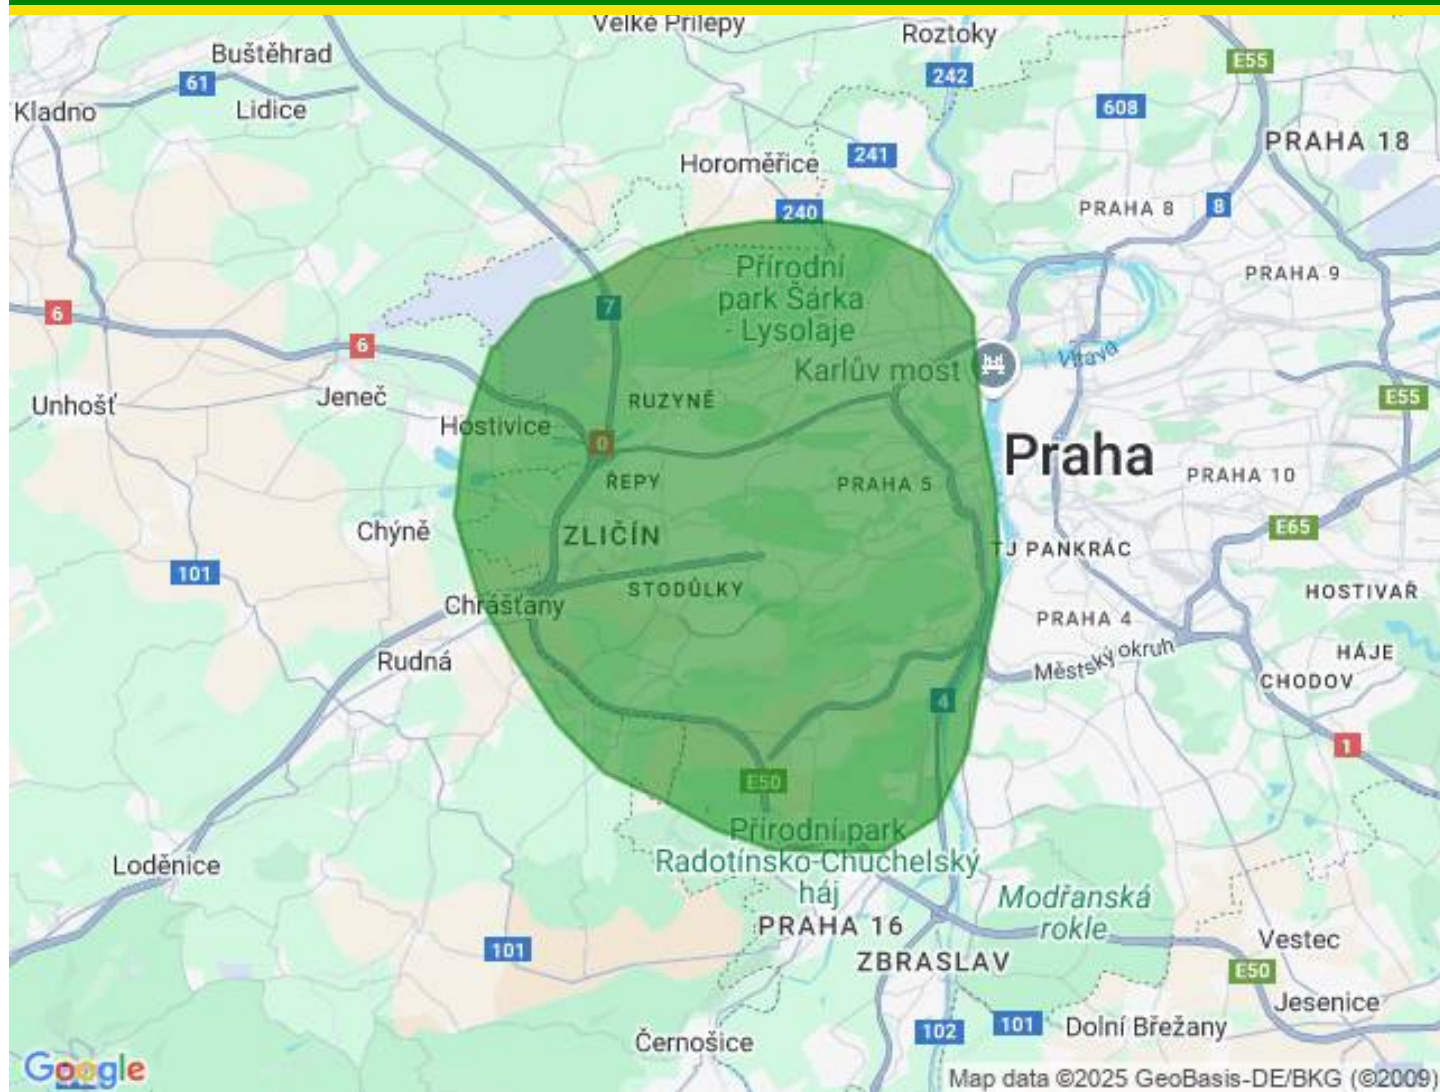 Velké Přílepy
Roztoky
Buštěhrad
E55
242
61
608
Kladno
Lidice
PRAHA 18
Horoměřice
241
240
PRAHA 8
8
Přírodní
park Šárka
- Lysolaje
PRAHA 9
6
7
6
Vltava
Karlův most
Unhošť
Jeneč
RUZYNĚ
E55
Hostivice
0
Praha
ŘEPY
PRAHA 5
PRAHA 10
Chýně
ZLIČÍN
E65
TJ PANKRÁC
101
STODŮLKY
HOSTIVAŘ
Chrášťany
PRAHA 4
Rudná
Městský okruh
HÁJE
CHODOV
4
1
E50
Přírodní park
Radotínsko-Chuchelský
háj
Loděnice
Modřanská
rokle
PRAHA 16
101
Vestec
ZBRASLAV
E50
Jesenice
102
101
Dolní Břežany
Černošice
Google
Map data ©2025 GeoBasis-DE/BKG (©2009)